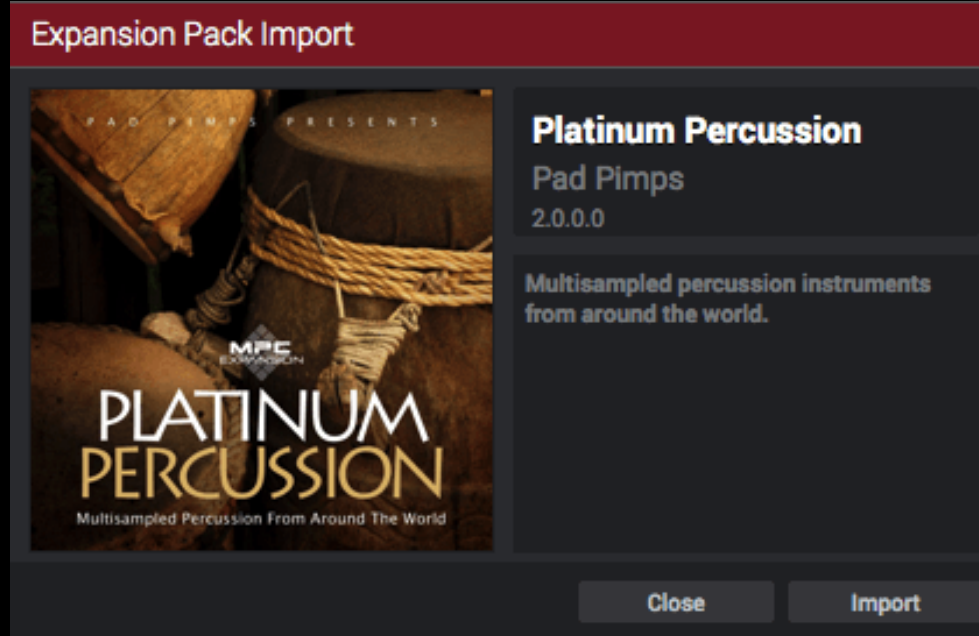 Expansion Pack Import
PAD PIMPS PRESENTS
MPC
EXPANSION
PLATINUM
PERCUSSION
Multisampled Percussion From Around The World
Platinum Percussion
Pad Pimps
2.0.0.0
Multisampled percussion instruments
from around the world.
Close
Import